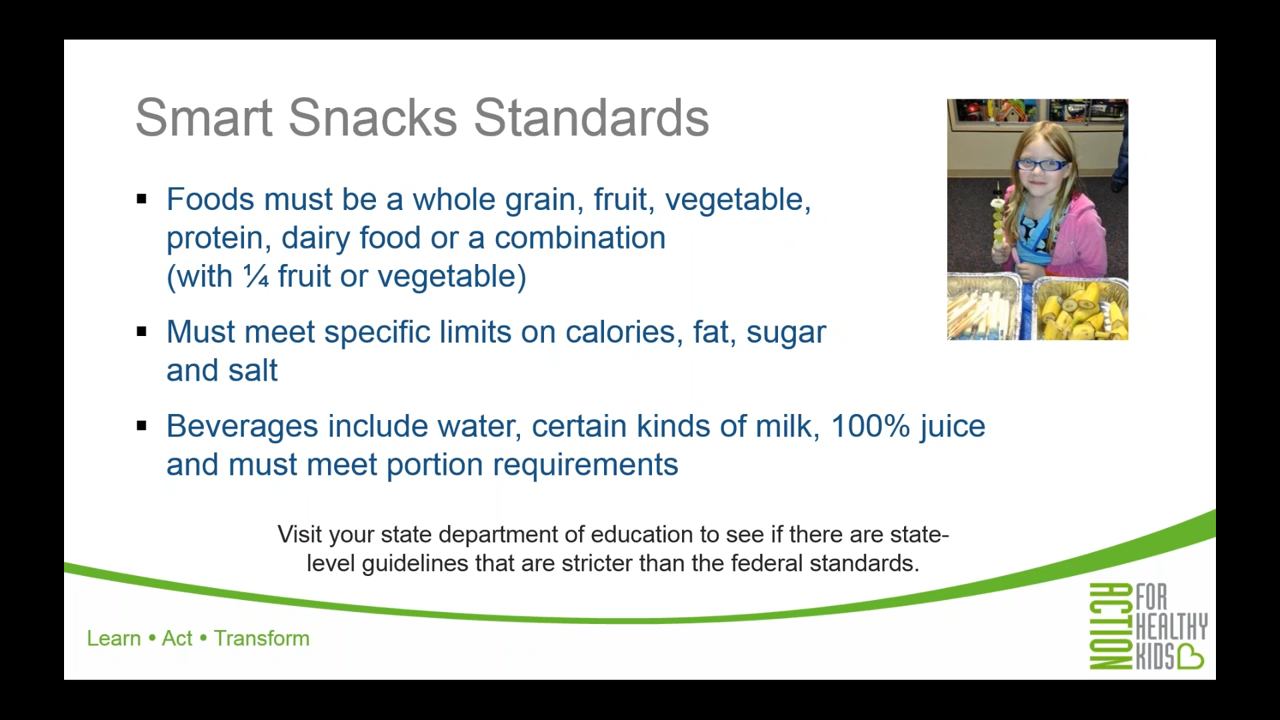 Smart Snacks Standards
▪ Foods must be a whole grain, fruit, vegetable,
protein, dairy food or a combination
(with ¼ fruit or vegetable)
▪ Must meet specific limits on calories, fat, sugar
and salt
▪ Beverages include water, certain kinds of milk, 100% juice
and must meet portion requirements
Visit your state department of education to see if there are state-
level guidelines that are stricter than the federal standards.
Learn • Act • Transform
ACTION
FOR
HEALTHY
KIDS